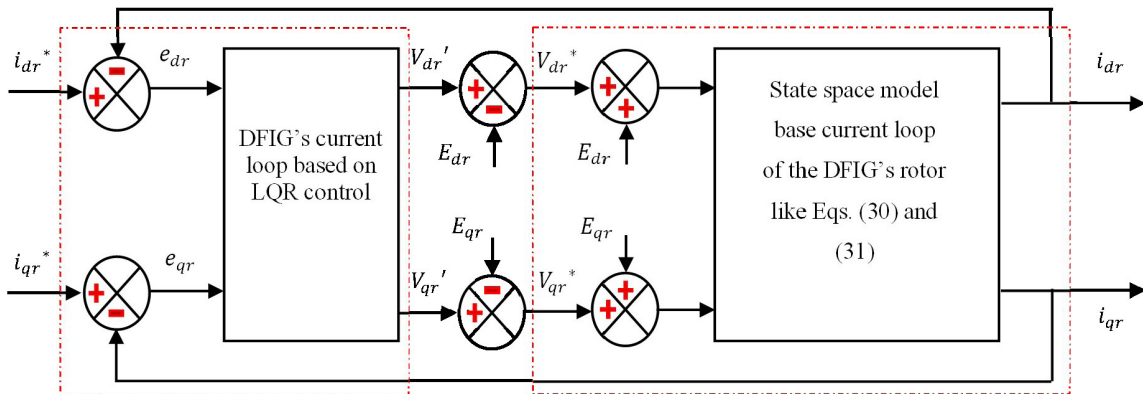 i_dr*
e_dr
DFIG's current
loop based on
LQR control
i_qr*
e_qr
V_dr'
E_dr
V_dr*
E_dr
E_qr
V_qr'
E_qr
V_qr*
State space model
base current loop
of the DFIG's rotor
like Eqs. (30) and
(31)
i_dr
i_qr